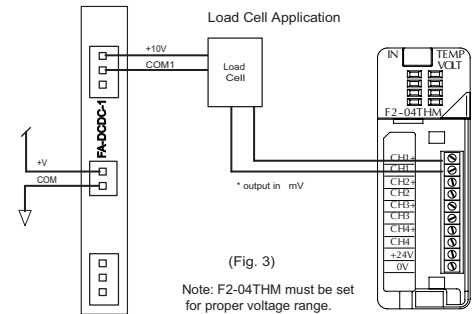 Load Cell Application
+10V
COM1
FA-DCDC-1
Load
Cell
+V
COM
* output in mV
(Fig. 3)
Note: F2-04THM must be set
for proper voltage range.
IN
TEMP
VOLT
F2-04THM
CH1+
CH1
CH2+
CH2
CH3+
CH3
CH4+
CH4
+24V
0V